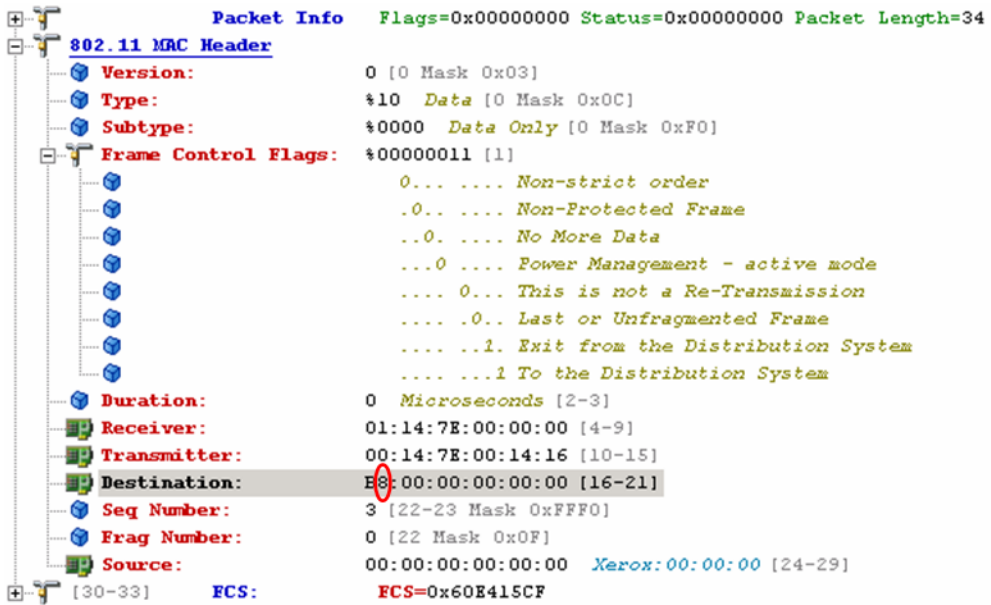 Packet Info Flags=0x00000000 Status=0x00000000 Packet Length=34
802.11 MAC Header
Version: 0 [0 Mask 0x03]
Type: %10 Data [0 Mask 0x0C]
Subtype: %0000 Data Only [0 Mask 0xF0]
Frame Control Flags: %00000011 [1]
0... .... Non-strict order
.0.. .... Non-Protected Frame
..0. .... No More Data
...0 .... Power Management - active mode
.... 0... This is not a Re-Transmission
.... .0.. Last or Unfragmented Frame
.... ..1. Exit from the Distribution System
.... ...1 To the Distribution System
Duration: 0 Microseconds [2-3]
Receiver: 01:14:7E:00:00:00 [4-9]
Transmitter: 00:14:7E:00:14:16 [10-15]
Destination: E8:00:00:00:00:00 [16-21]
Seq Number: 3 [22-23 Mask 0xFFF0]
Frag Number: 0 [22 Mask 0x0F]
Source: 00:00:00:00:00:00 Xerox:00:00:00 [24-29]
[30-33] FCS: FCS=0x60E415CF